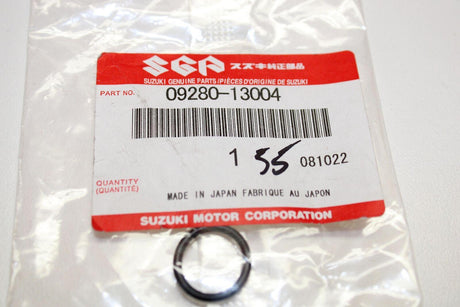 SGP スズキ純正部品
SUZUKI GENUINE PARTS/PIÈCES D'ORIGINE DE SUZUKI
PART NO. 09280-13004
1 55 081022
QUANTITY
(QUANTITÉ)
MADE IN JAPAN FABRIQUE AU JAPON
SUZUKI MOTOR CORPORATION